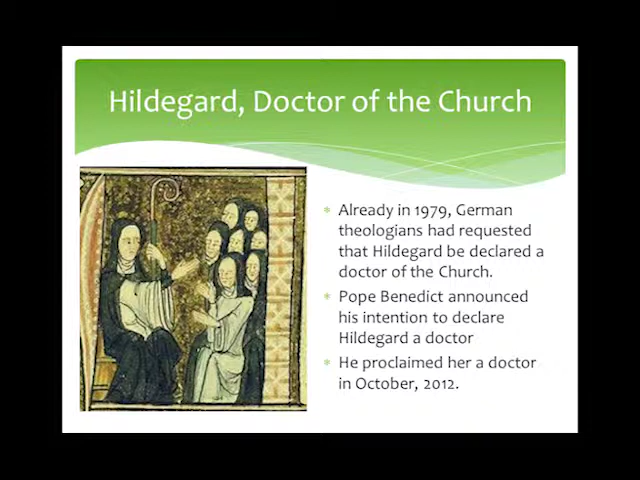 Hildegard, Doctor of the Church
Already in 1979, German
theologians had requested
that Hildegard be declared a
doctor of the Church.
Pope Benedict announced
his intention to declare
Hildegard a doctor
He proclaimed her a doctor
in October, 2012.